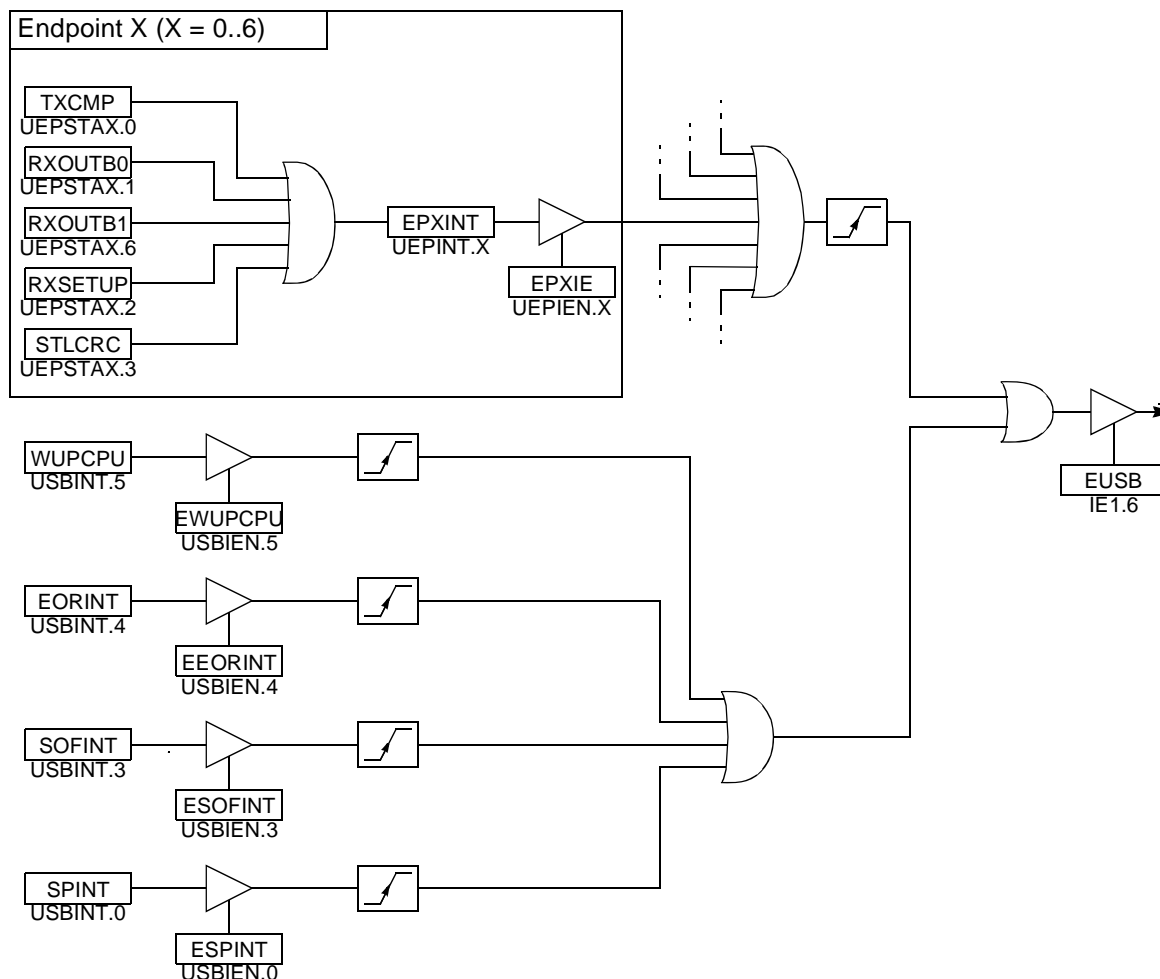 Endpoint X (X = 0..6)
TXCMP
UEPSTAX.0
RXOUTB0
UEPSTAX.1
RXOUTB1
UEPSTAX.6
RXSETUP
UEPSTAX.2
STLCRC
UEPSTAX.3
EPXINT
UEPINT.X
EPXIE
UEPIEN.X
WUPCPU
USBINT.5
EWUPCPU
USBIEN.5
EUSB
IE1.6
EORINT
USBINT.4
EEORINT
USBIEN.4
SOFINT
USBINT.3
ESOFINT
USBIEN.3
SPINT
USBINT.0
ESPINT
USBIEN.0